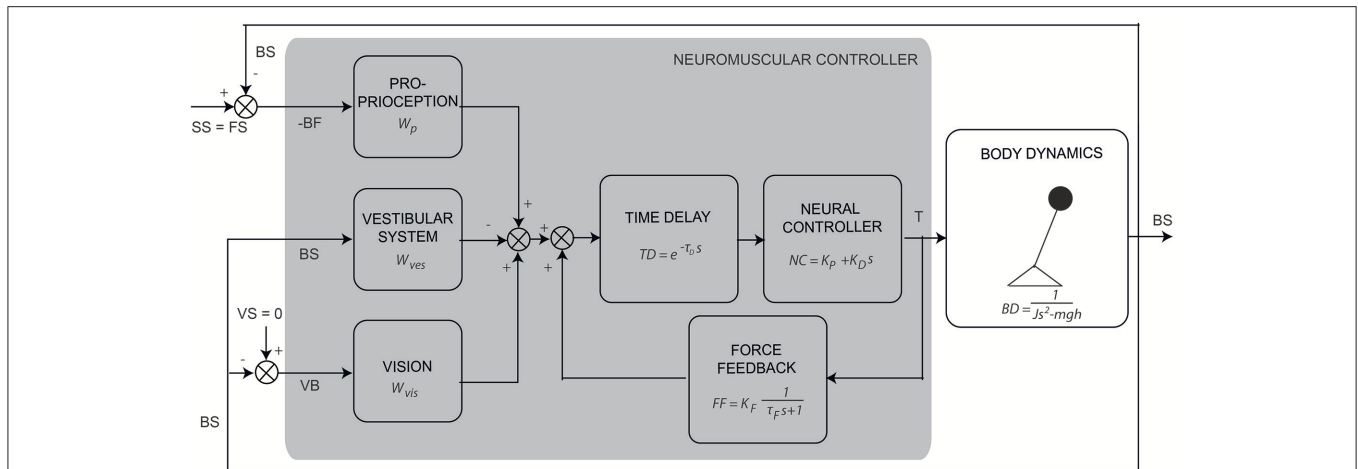 BS
NEUROMUSCULAR CONTROLLER
-
+
SS = FS
-BF
PRO-
PRIOCEPTION
W_p
+
VESTIBULAR
SYSTEM
W_ves
BS
-
+
+
+
+
TIME DELAY
TD = e^{-τ_D s}
NEURAL
CONTROLLER
NC = K_P + K_D s
T
BODY DYNAMICS
BD = 1/(Js²-mgh)
BS
VS = 0
+
-
VB
VISION
W_vis
FORCE
FEEDBACK
FF = K_F 1/(τ_F s+1)
BS